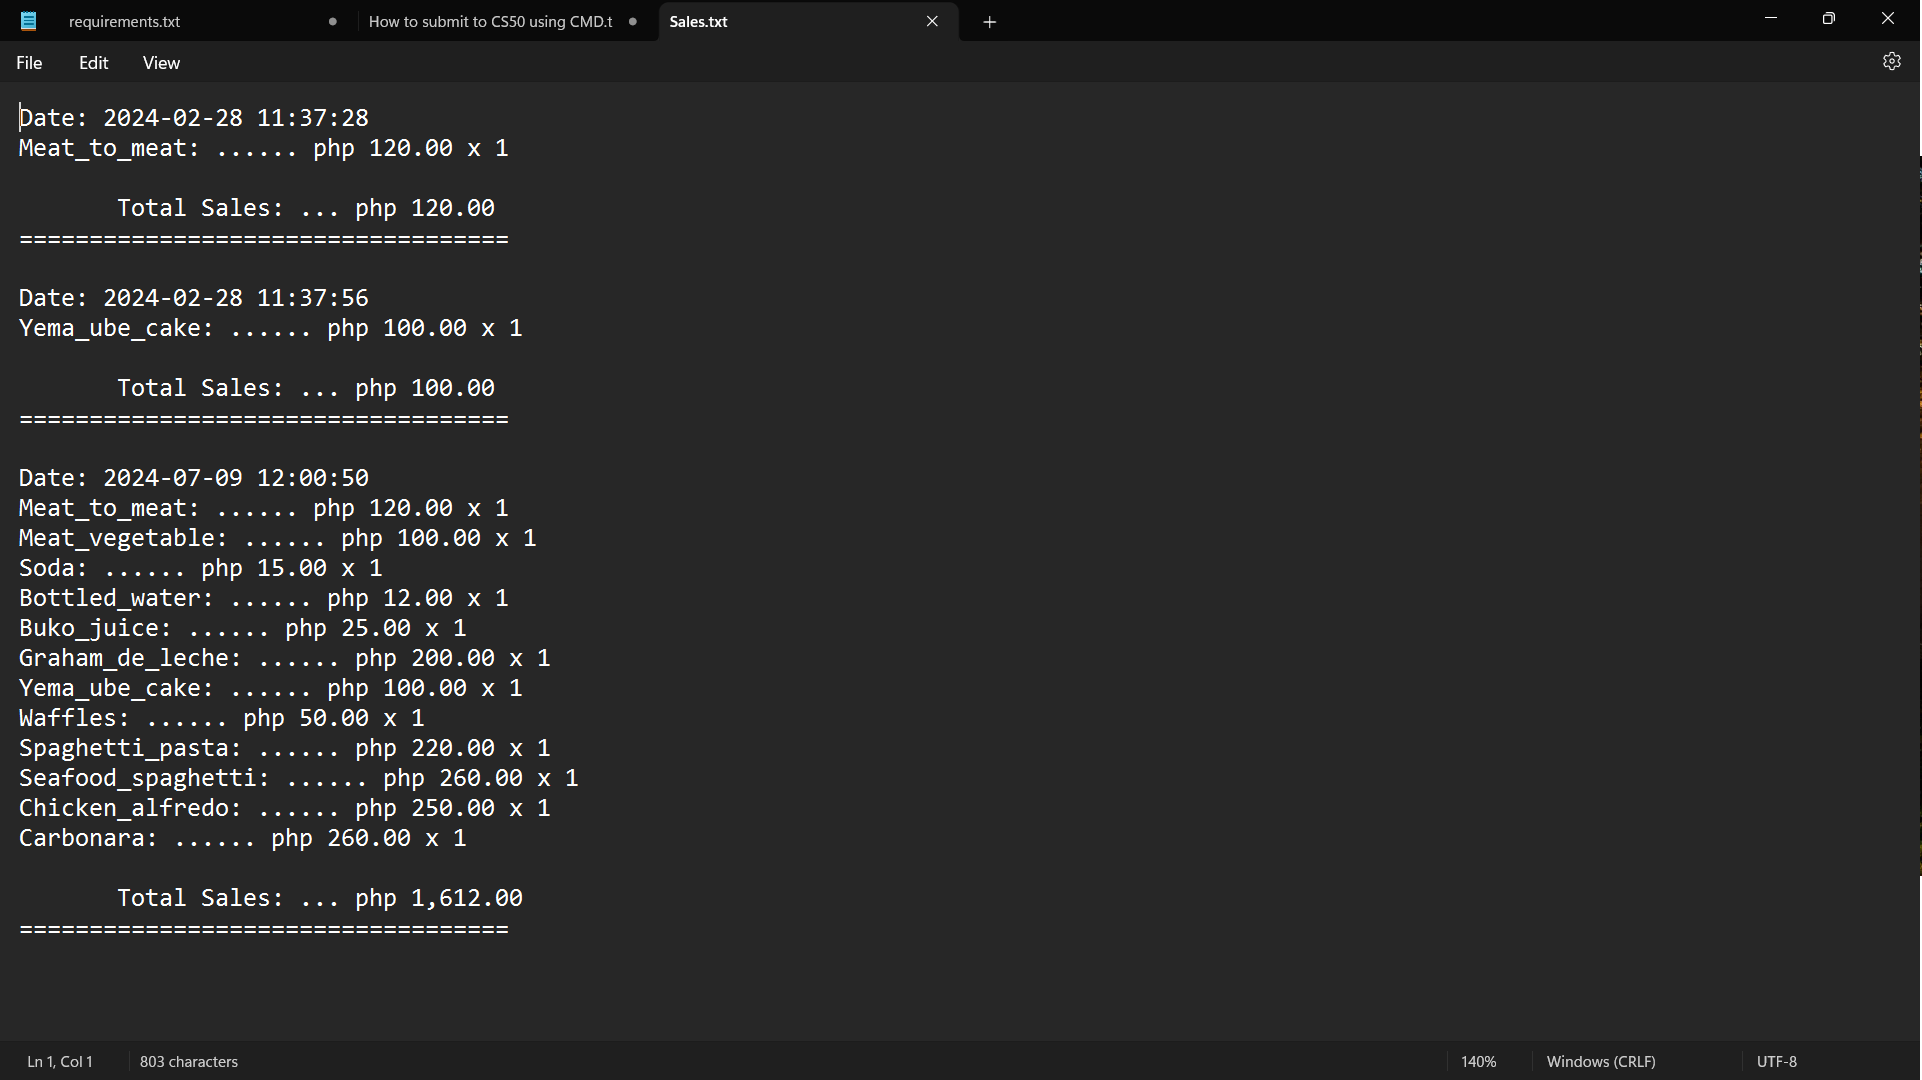 requirements.txt
How to submit to CS50 using CMD.t
Sales.txt
File Edit View
Date: 2024-02-28 11:37:28
Meat_to_meat: ...... php 120.00 x 1
Total Sales: ... php 120.00
===================================
Date: 2024-02-28 11:37:56
Yema_ube_cake: ...... php 100.00 x 1
Total Sales: ... php 100.00
===================================
Date: 2024-07-09 12:00:50
Meat_to_meat: ...... php 120.00 x 1
Meat_vegetable: ...... php 100.00 x 1
Soda: ...... php 15.00 x 1
Bottled_water: ...... php 12.00 x 1
Buko_juice: ...... php 25.00 x 1
Graham_de_leche: ...... php 200.00 x 1
Yema_ube_cake: ...... php 100.00 x 1
Waffles: ...... php 50.00 x 1
Spaghetti_pasta: ...... php 220.00 x 1
Seafood_spaghetti: ...... php 260.00 x 1
Chicken_alfredo: ...... php 250.00 x 1
Carbonara: ...... php 260.00 x 1
Total Sales: ... php 1,612.00
===================================
Ln 1, Col 1 803 characters 140% Windows (CRLF) UTF-8